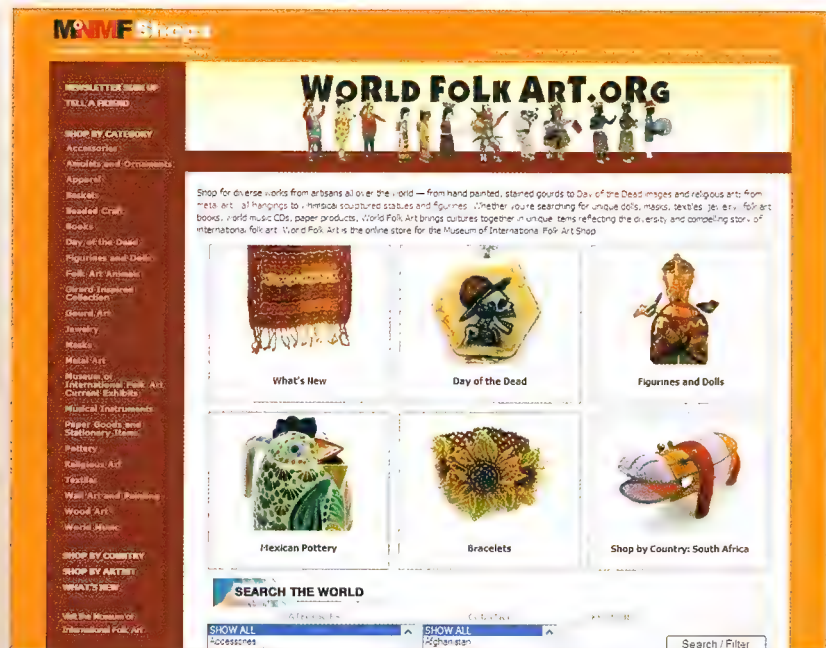 MNMF Shops
WORLD FOLK ART.ORG
NEWSLETTER SIGN UP
TELL A FRIEND
SHOP BY CATEGORY
Accessories
Amulets and Ornaments
Apparel
Baskets
Beaded Craft
Books
Day of the Dead
Figurines and Dolls
Folk Art Animals
Girard Inspired
Collection
Gourd Art
Jewelry
Masks
Metal Art
Museum of
International Folk Art
Current Exhibits
Musical Instruments
Paper Goods and
Stationery Items
Pottery
Religious Art
Textiles
Wall Art and Painting
Wood Art
World Music
SHOP BY COUNTRY
SHOP BY ARTIST
WHAT'S NEW
Visit the Museum of
International Folk Art
Shop for diverse works from artisans all over the world — from hand painted, stained gourds to Day of the Dead images and religious art; from
metal art wall hangings to whimsical sculptured statues and figurines. Whether you're searching for unique dolls, masks, textiles, jewelry, folk art
books, world music CDs, paper products, World Folk Art brings cultures together in unique items reflecting the diversity and compelling story of
international folk art. World Folk Art is the online store for the Museum of International Folk Art Shop
What's New
Day of the Dead
Figurines and Dolls
Mexican Pottery
Bracelets
Shop by Country: South Africa
SEARCH THE WORLD
SHOW ALL
Accessories
SHOW ALL
Afghanistan
Search / Filter